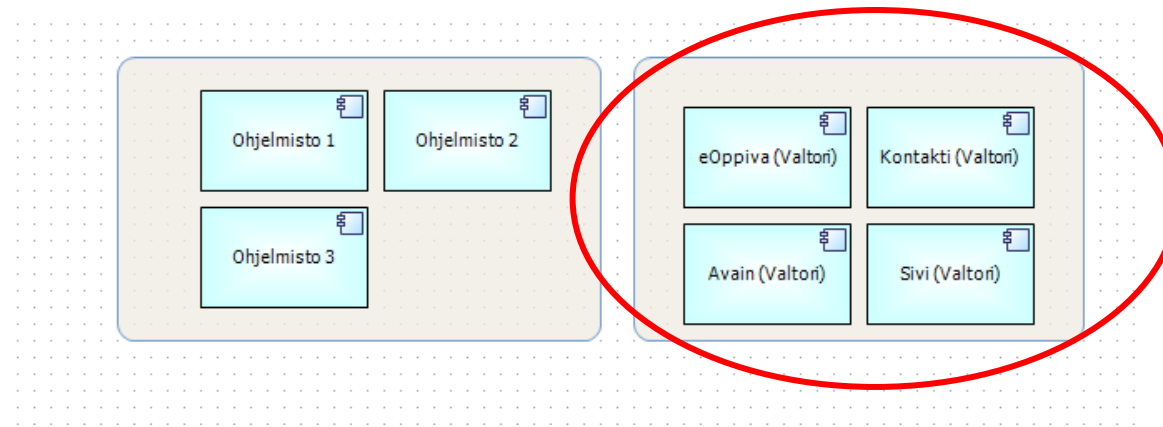 Ohjelmisto 1
Ohjelmisto 2
Ohjelmisto 3
eOppiva (Valtori)
Kontakti (Valtori)
Avain (Valtori)
Sivi (Valtori)